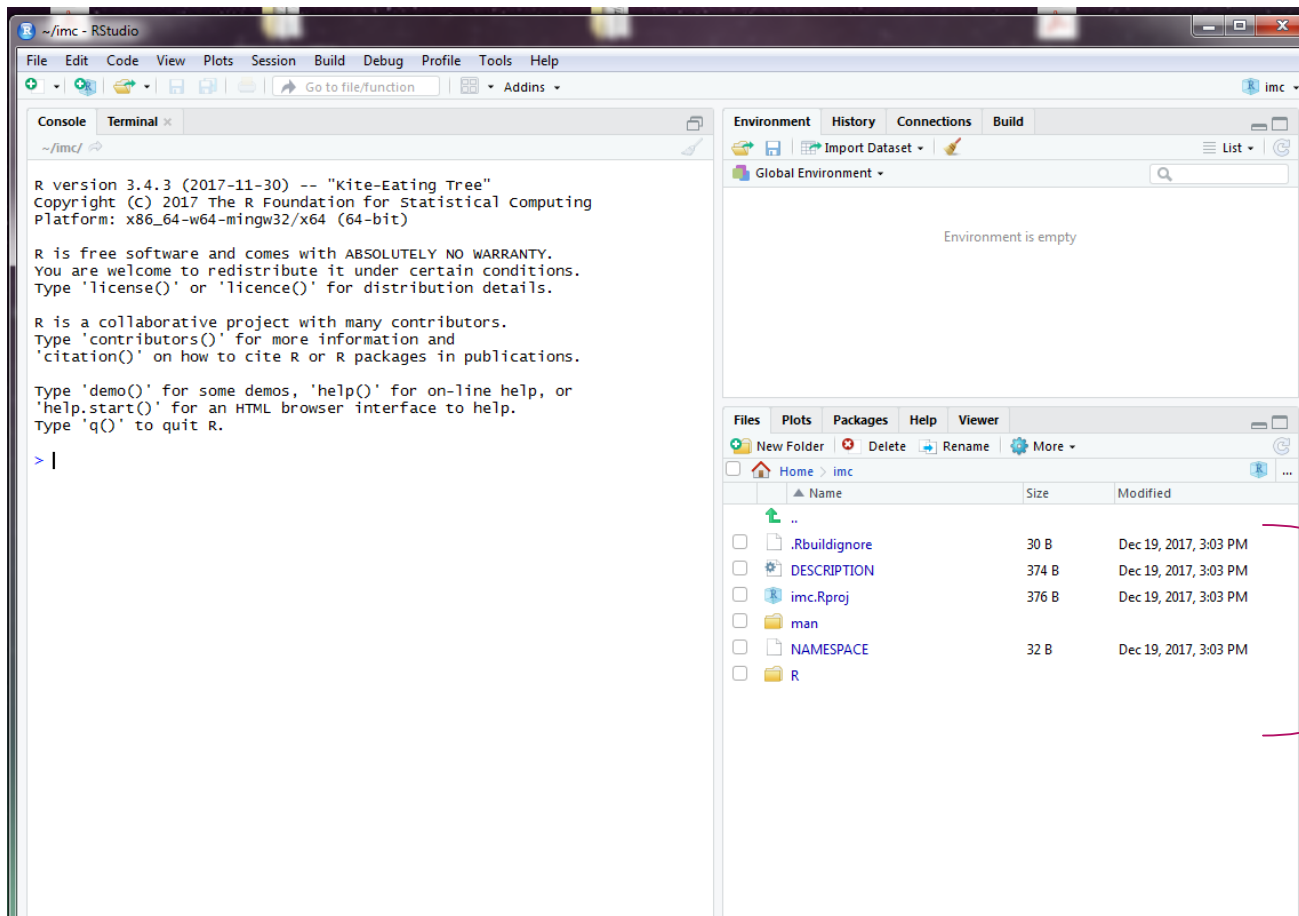 ~/imc - RStudio
File Edit Code View Plots Session Build Debug Profile Tools Help
Go to file/function Addins imc
Console Terminal
~/imc/
R version 3.4.3 (2017-11-30) -- "Kite-Eating Tree"
Copyright (C) 2017 The R Foundation for Statistical Computing
Platform: x86_64-w64-mingw32/x64 (64-bit)
R is free software and comes with ABSOLUTELY NO WARRANTY.
You are welcome to redistribute it under certain conditions.
Type 'license()' or 'licence()' for distribution details.
R is a collaborative project with many contributors.
Type 'contributors()' for more information and
'citation()' on how to cite R or R packages in publications.
Type 'demo()' for some demos, 'help()' for on-line help, or
'help.start()' for an HTML browser interface to help.
Type 'q()' to quit R.
>
Environment History Connections Build
Import Dataset List
Global Environment
Environment is empty
Files Plots Packages Help Viewer
New Folder Delete Rename More
Home > imc ...
Name Size Modified
..
.Rbuildignore 30 B Dec 19, 2017, 3:03 PM
DESCRIPTION 374 B Dec 19, 2017, 3:03 PM
imc.Rproj 376 B Dec 19, 2017, 3:03 PM
man
NAMESPACE 32 B Dec 19, 2017, 3:03 PM
R